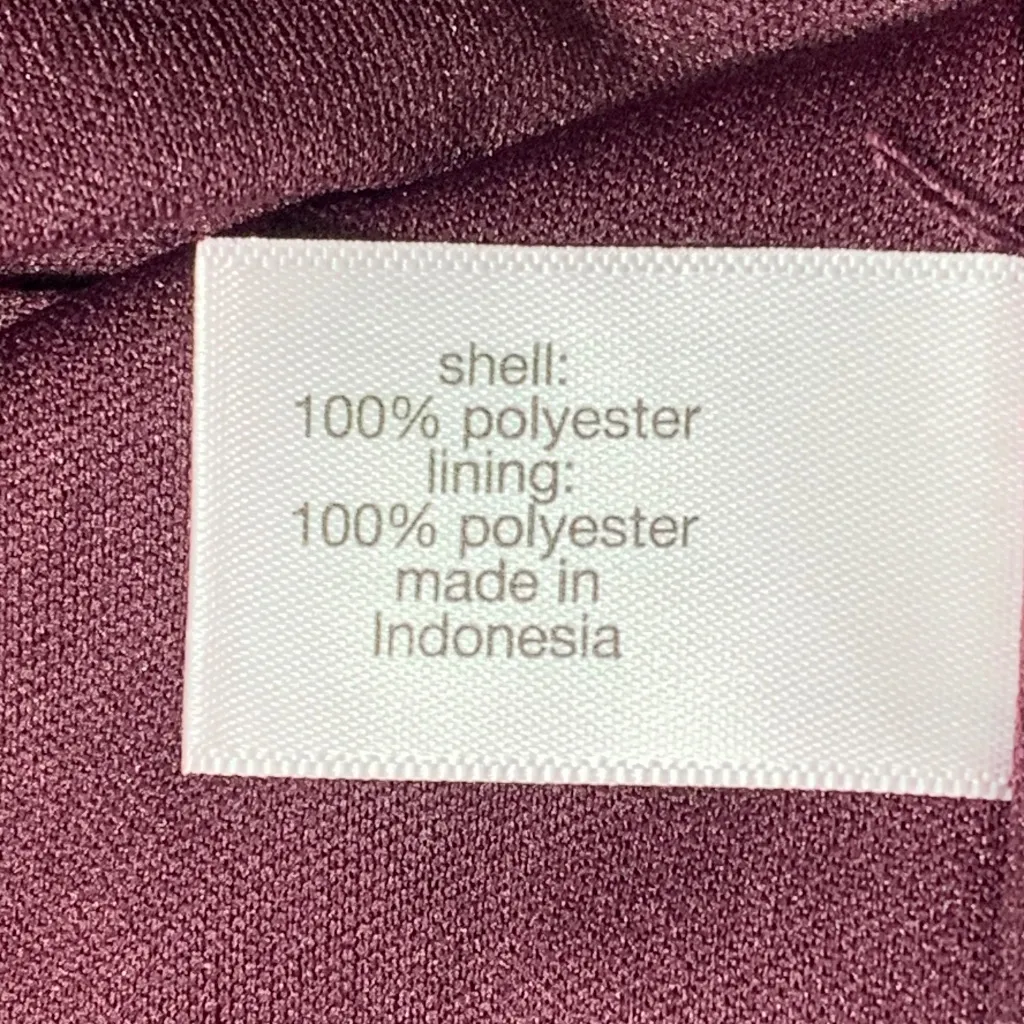 shell:
100% polyester
lining:
100% polyester
made in
Indonesia